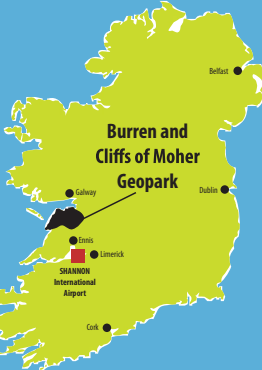 Belfast
Burren and
Cliffs of Moher
Geopark
Galway
Dublin
Ennis
Limerick
SHANNON
International
Airport
Cork